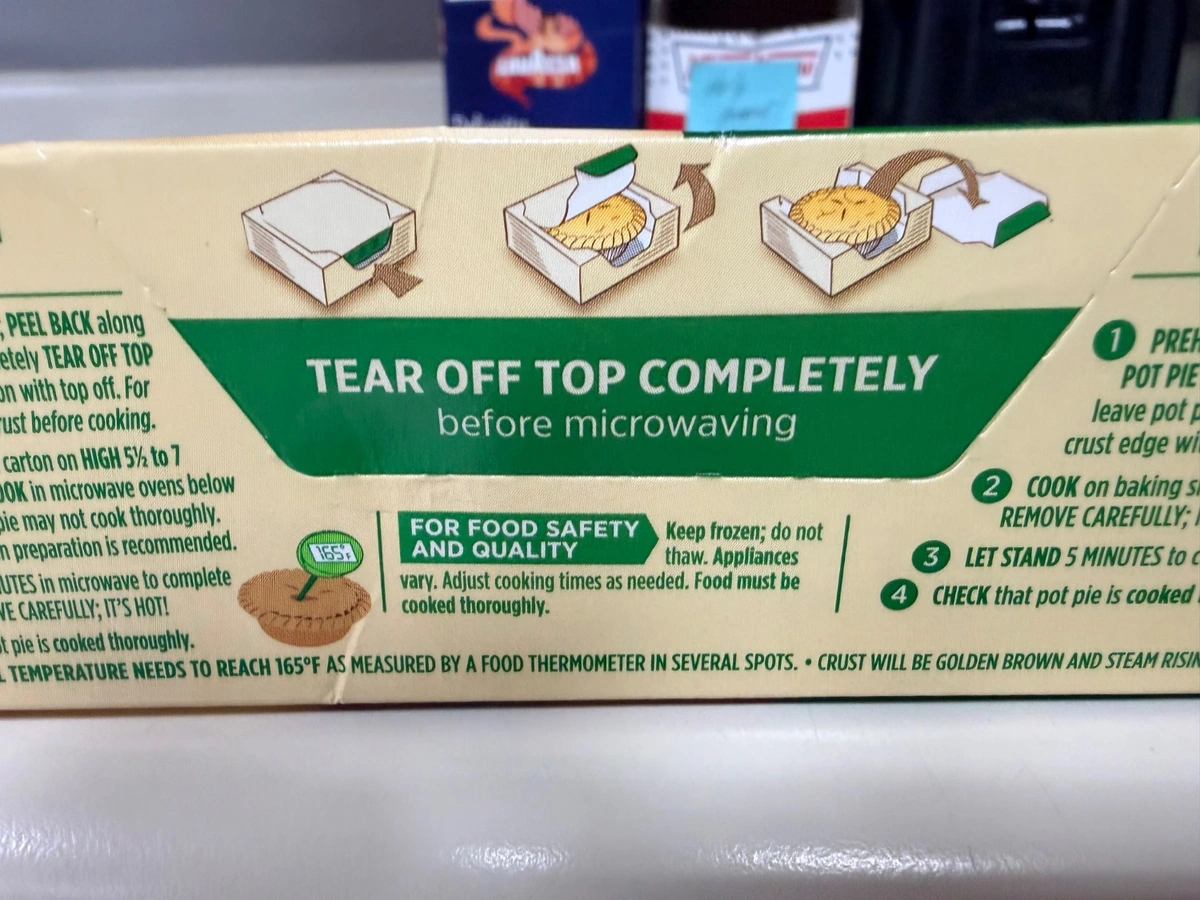 LAVAZZA
TEAR OFF TOP COMPLETELY
before microwaving
; PEEL BACK along
etely TEAR OFF TOP
on with top off. For
rust before cooking.
carton on HIGH 5½ to 7
OOK in microwave ovens below
pie may not cook thoroughly.
n preparation is recommended.
UTES in microwave to complete
VE CAREFULLY; IT'S HOT!
t pie is cooked thoroughly.
165°F
FOR FOOD SAFETY
AND QUALITY
Keep frozen; do not
thaw. Appliances
vary. Adjust cooking times as needed. Food must be
cooked thoroughly.
1 PREH
POT PIE
leave pot p
crust edge wi
2 COOK on baking s
REMOVE CAREFULLY; I
3 LET STAND 5 MINUTES to c
4 CHECK that pot pie is cooked
L TEMPERATURE NEEDS TO REACH 165°F AS MEASURED BY A FOOD THERMOMETER IN SEVERAL SPOTS. • CRUST WILL BE GOLDEN BROWN AND STEAM RISIN